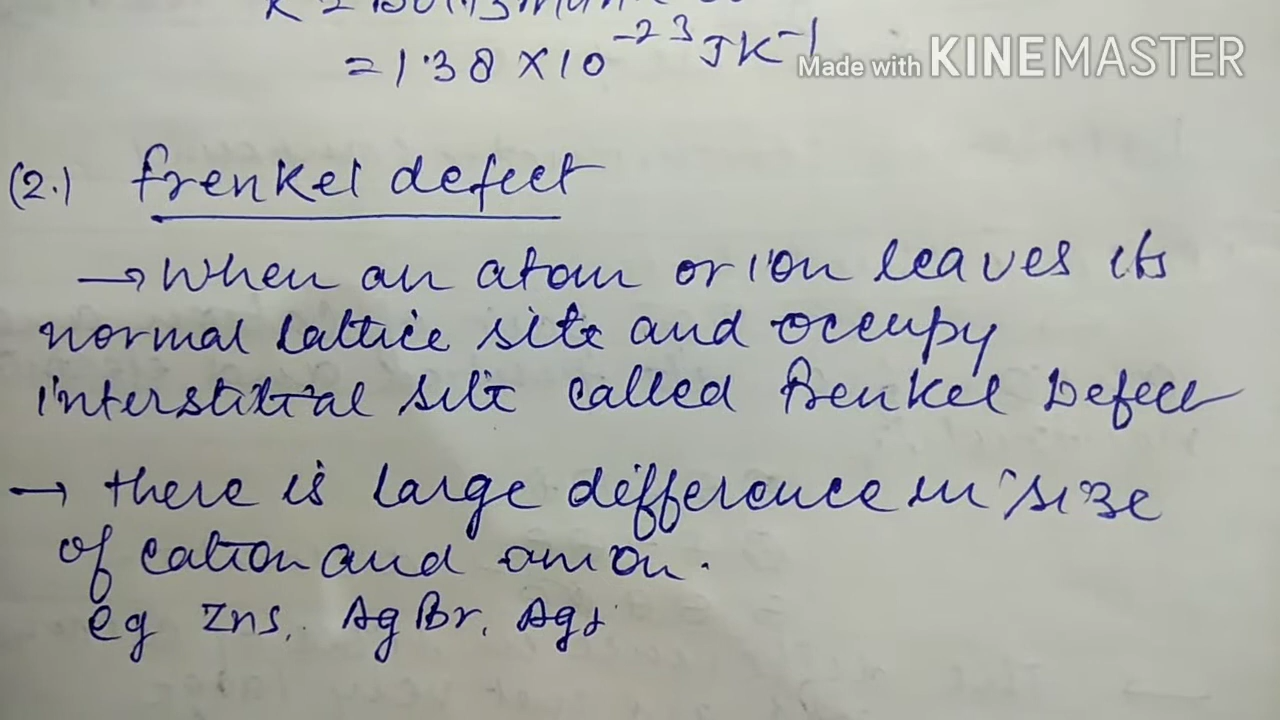 = 1.38 × 10⁻²³ JK⁻¹
Made with KINEMASTER
(2.) frenkel defect
→ When an atom or ion leaves its
normal lattice site and occupy
interstitial site called Frenkel Defect
→ there is large difference in size
of cation and anion.
eg ZnS, AgBr,